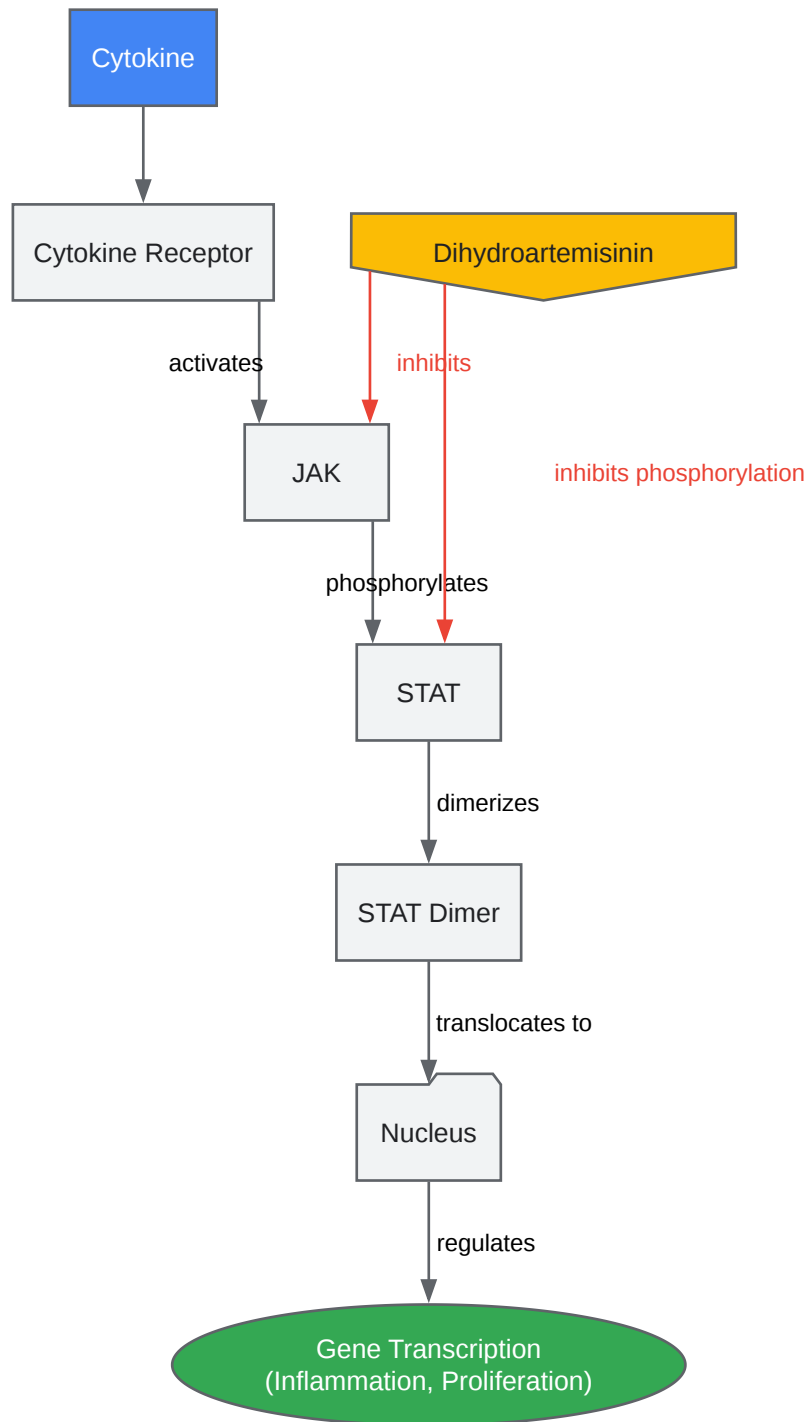 Cytokine
Cytokine Receptor
Dihydroartemisinin
activates
inhibits
JAK
inhibits phosphorylation
phosphorylates
STAT
dimerizes
STAT Dimer
translocates to
Nucleus
regulates
Gene Transcription
(Inflammation, Proliferation)